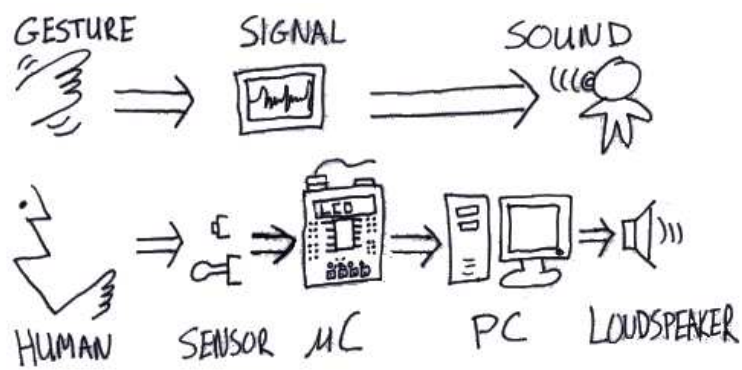 GESTURE SIGNAL SOUND
LCD
HUMAN SENSOR μC PC LOUDSPEAKER